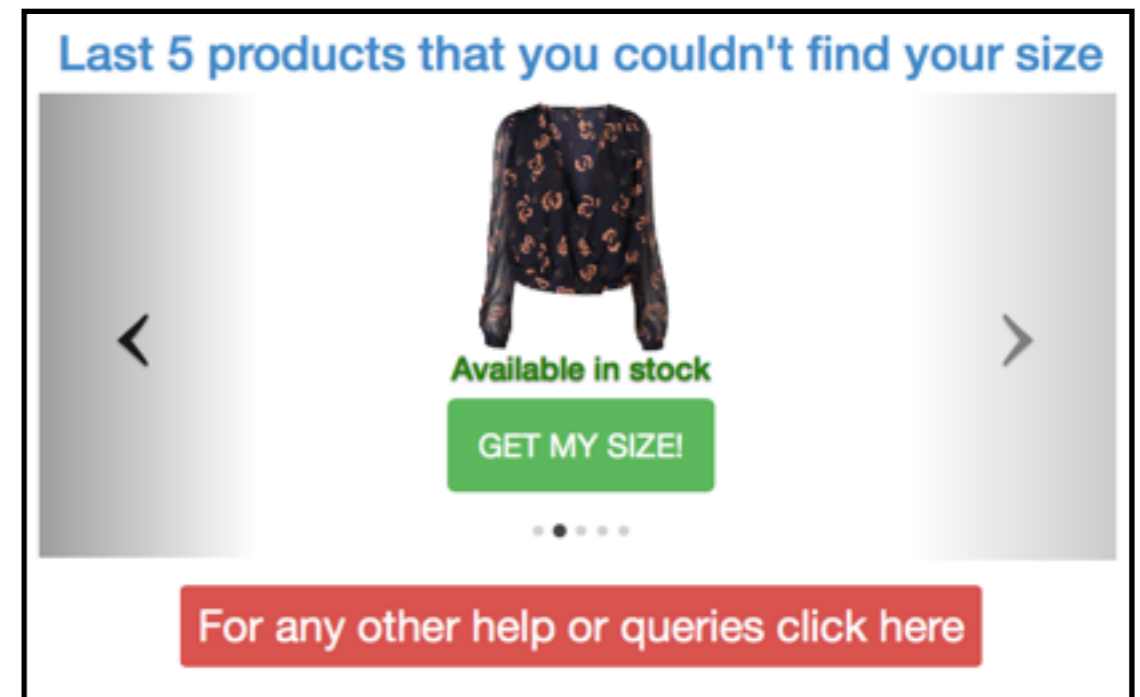 Last 5 products that you couldn't find your size
Available in stock
GET MY SIZE!
For any other help or queries click here